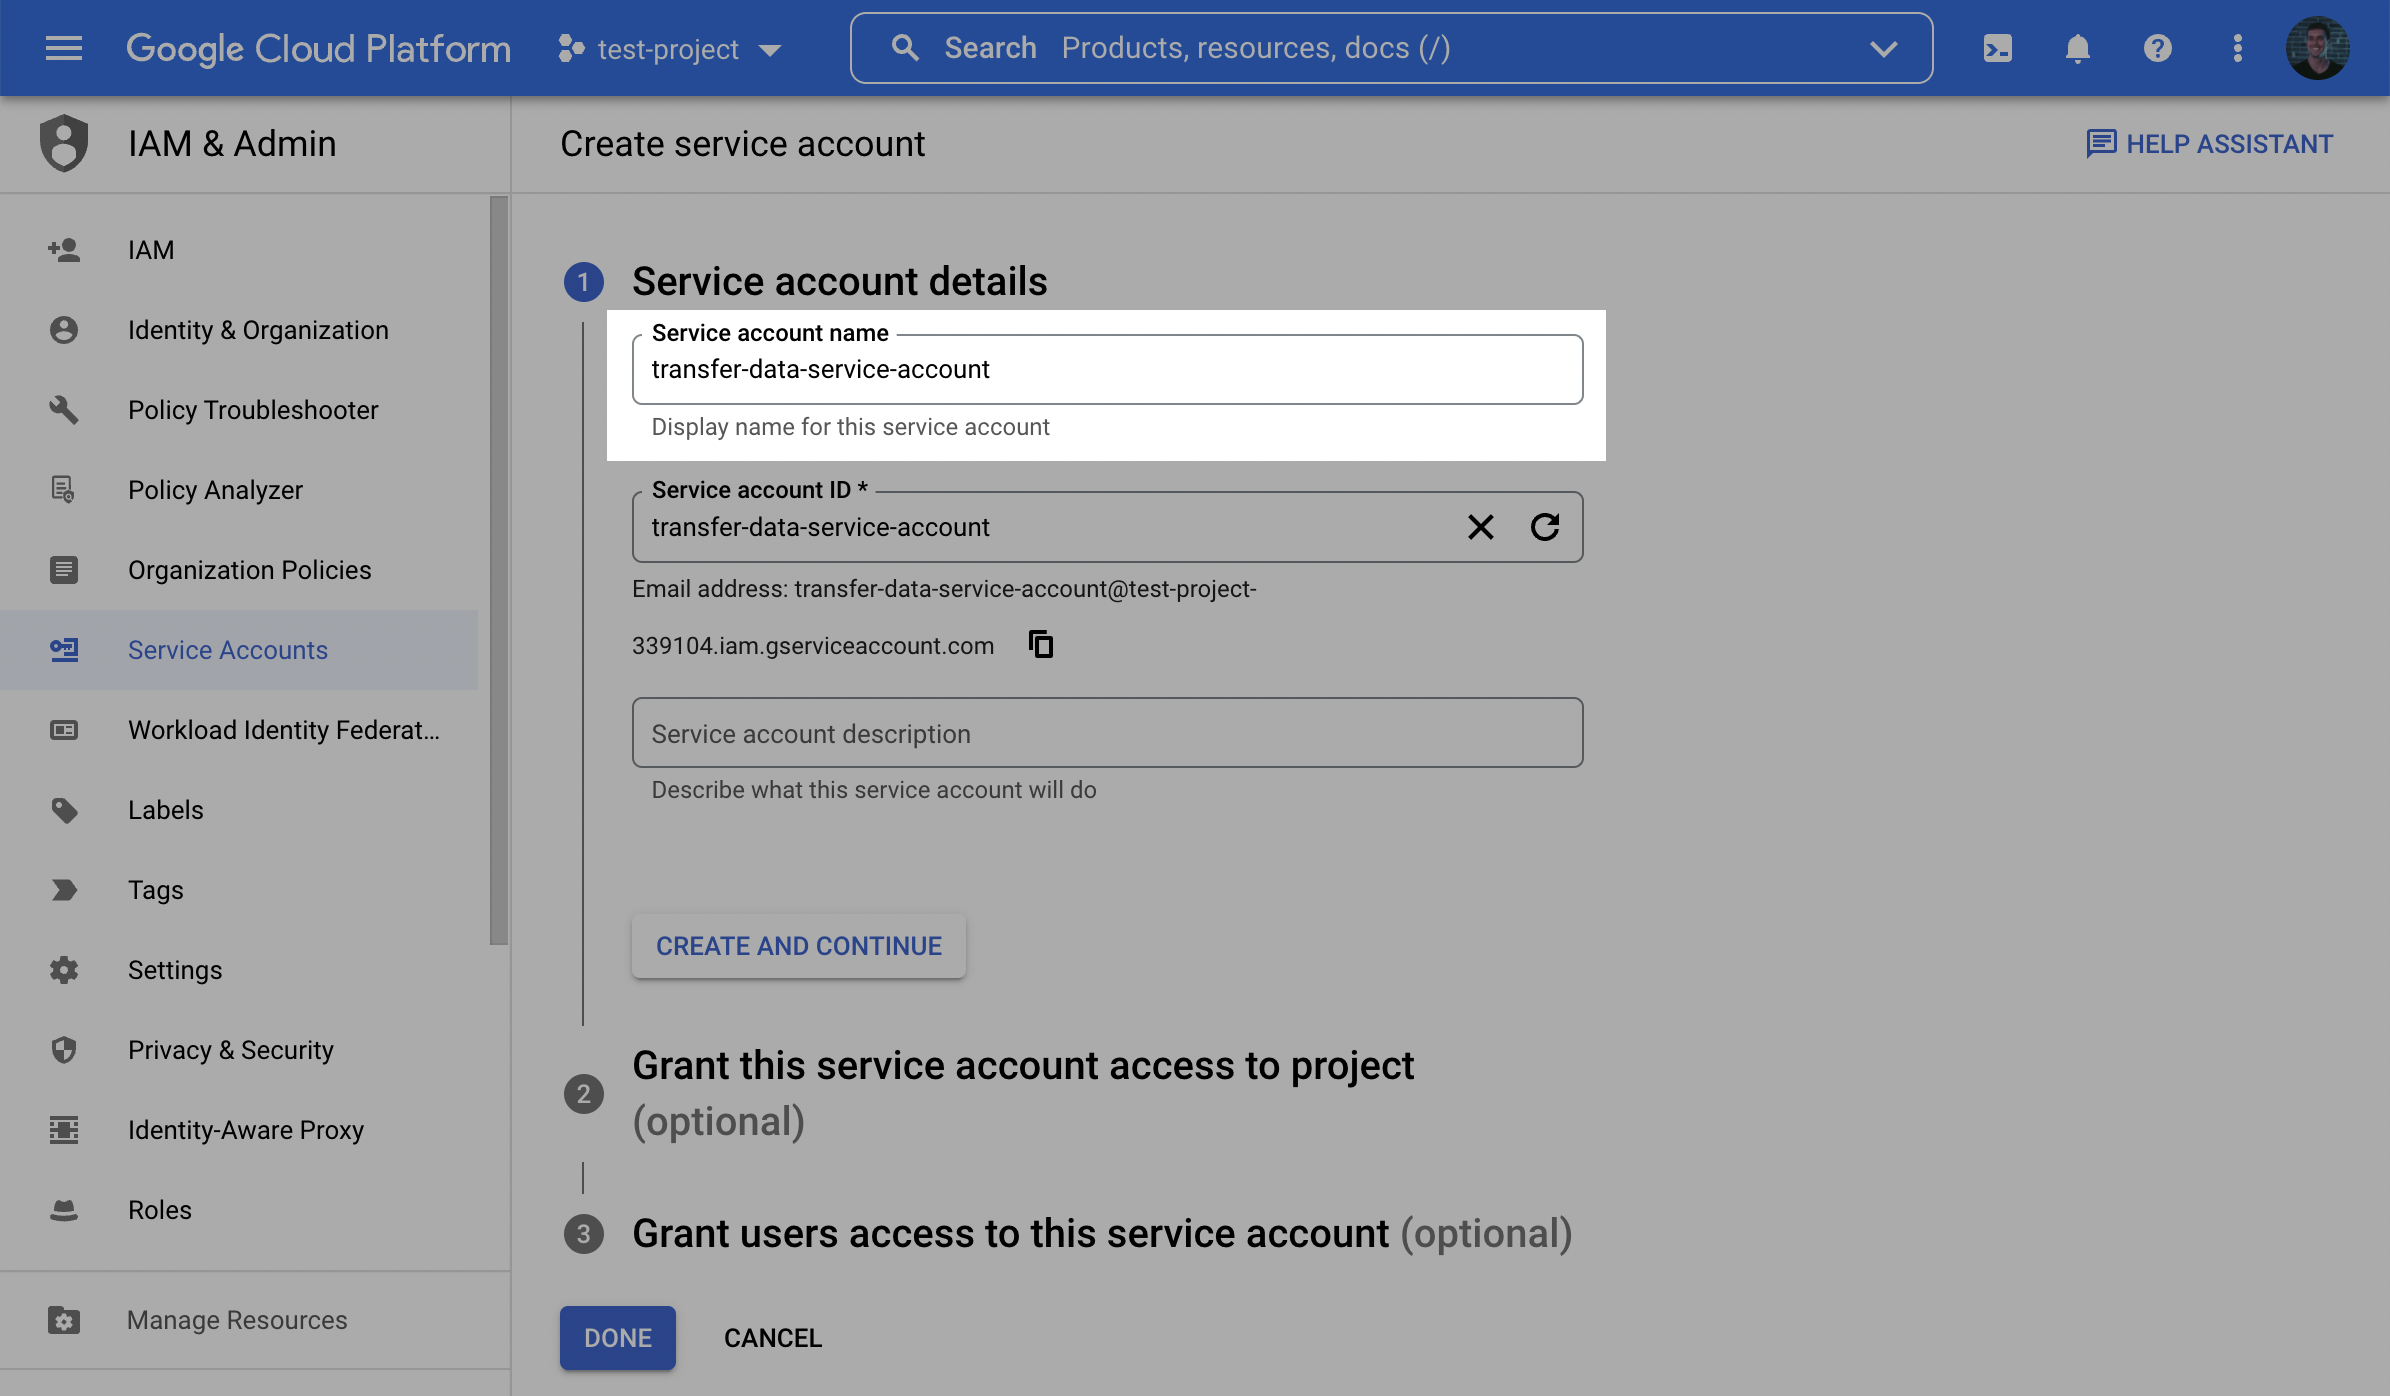 Google Cloud Platform
test-project
Search Products, resources, docs (/)
IAM & Admin
Create service account
HELP ASSISTANT
IAM
Identity & Organization
Policy Troubleshooter
Policy Analyzer
Organization Policies
Service Accounts
Workload Identity Federat...
Labels
Tags
Settings
Privacy & Security
Identity-Aware Proxy
Roles
Manage Resources
1 Service account details
Service account name
transfer-data-service-account
Display name for this service account
Service account ID *
transfer-data-service-account
Email address: transfer-data-service-account@test-project-
339104.iam.gserviceaccount.com
Service account description
Describe what this service account will do
CREATE AND CONTINUE
2 Grant this service account access to project
(optional)
3 Grant users access to this service account (optional)
DONE CANCEL